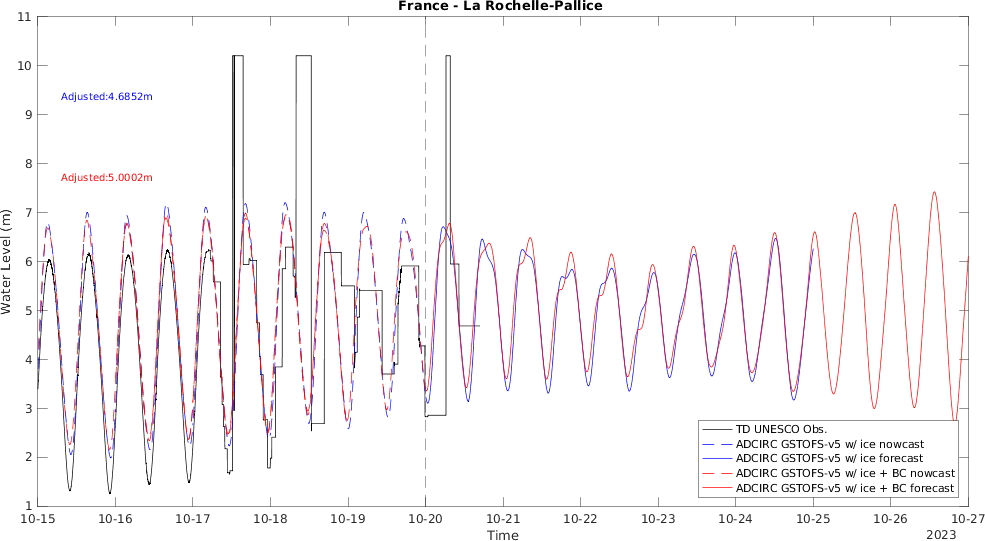 France - La Rochelle-Pallice
Water Level (m)
11
10
9
8
7
6
5
4
3
2
1
Adjusted:4.6852m
Adjusted:5.0002m
TD UNESCO Obs.
ADCIRC GSTOFS-v5 w/ ice nowcast
ADCIRC GSTOFS-v5 w/ ice forecast
ADCIRC GSTOFS-v5 w/ ice + BC nowcast
ADCIRC GSTOFS-v5 w/ ice + BC forecast
10-15 10-16 10-17 10-18 10-19 10-20 10-21 10-22 10-23 10-24 10-25 10-26 10-27
Time
2023